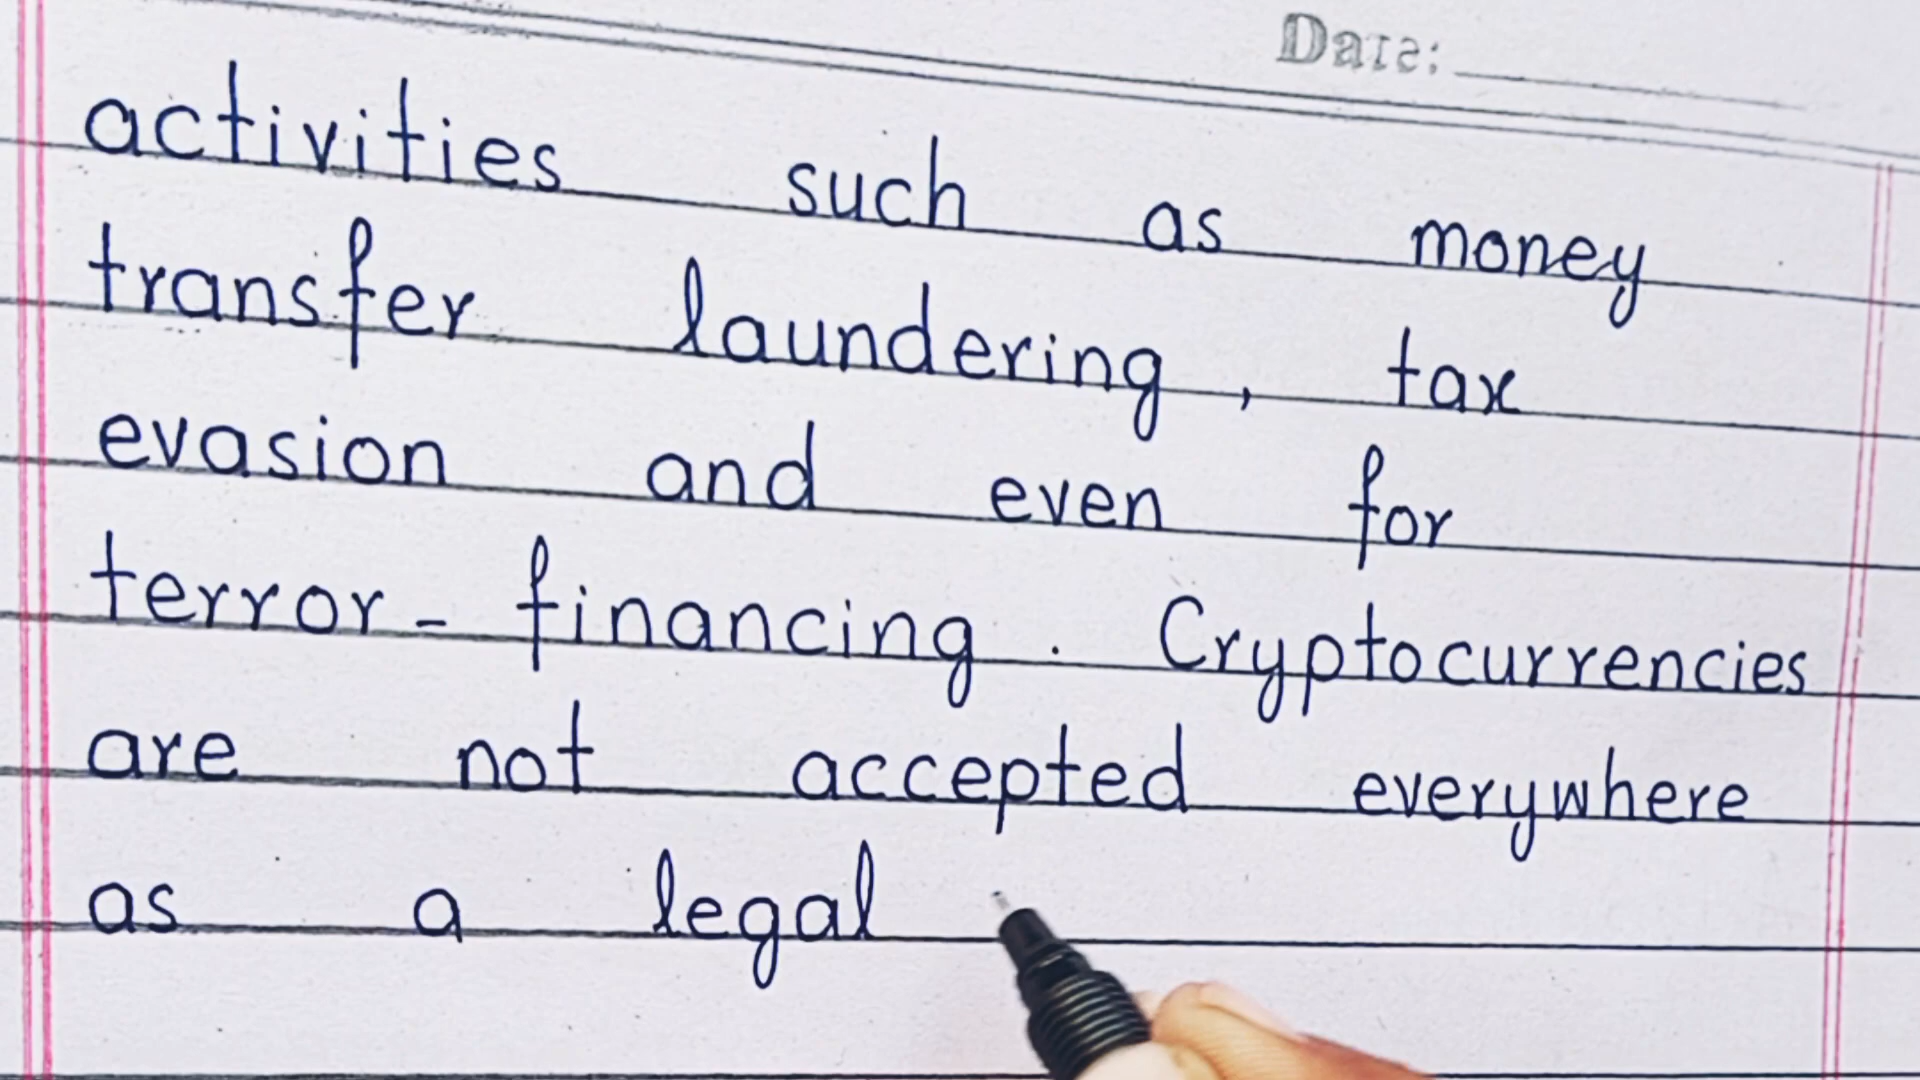 Date:
activities such as money
transfer laundering, tax
evasion and even for
terror-financing. Cryptocurrencies
are not accepted everywhere
as a legal